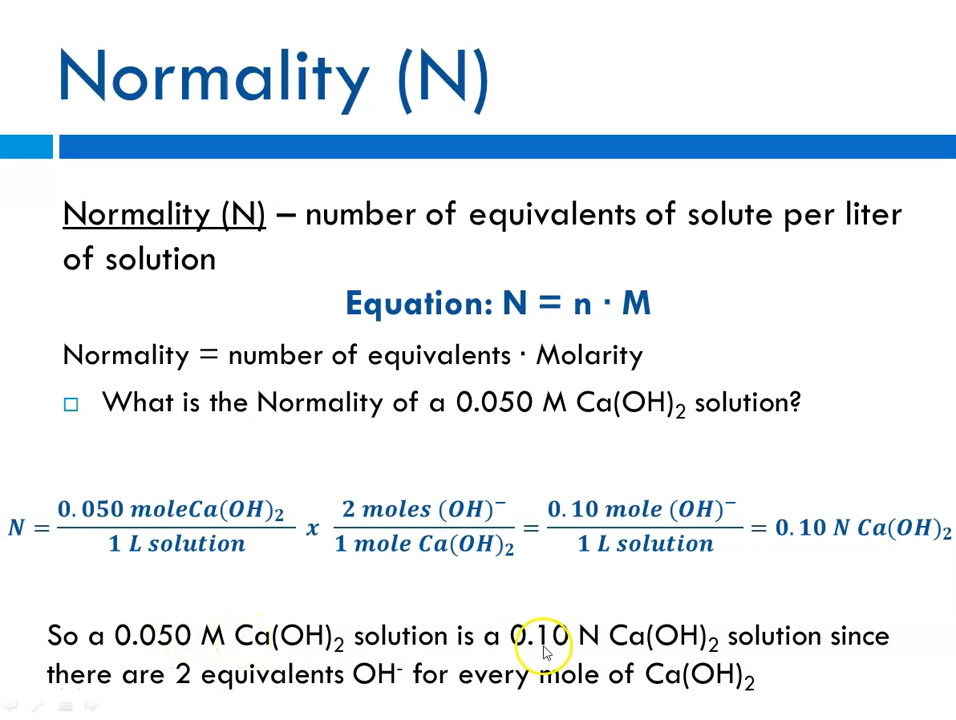 Normality (N)
Normality (N) – number of equivalents of solute per liter
of solution
Equation: N = n · M
Normality = number of equivalents · Molarity
What is the Normality of a 0.050 M Ca(OH)₂ solution?
N = 0.050 moleCa(OH)₂ / 1 L solution x 2 moles (OH)⁻ / 1 mole Ca(OH)₂ = 0.10 mole (OH)⁻ / 1 L solution = 0.10 N Ca(OH)₂
So a 0.050 M Ca(OH)₂ solution is a 0.10 N Ca(OH)₂ solution since
there are 2 equivalents OH⁻ for every mole of Ca(OH)₂